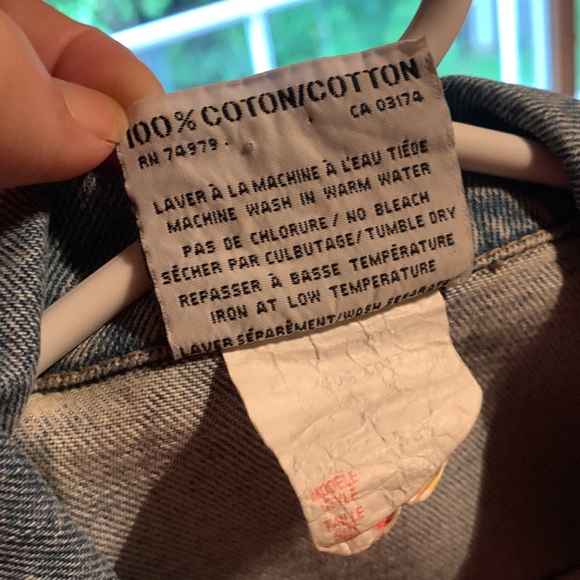 100% COTON/COTTON
RN 74979 CA 03174
LAVER À LA MACHINE À L'EAU TIÉDE
MACHINE WASH IN WARM WATER
PAS DE CHLORURE / NO BLEACH
SÉCHER PAR CULBUTAGE/TUMBLE DRY
REPASSER À BASSE TEMPÉRATURE
IRON AT LOW TEMPERATURE
LAVER SÉPARÉMENT/WASH SEPARATE
MODÈLE
STYLE
TAILLE